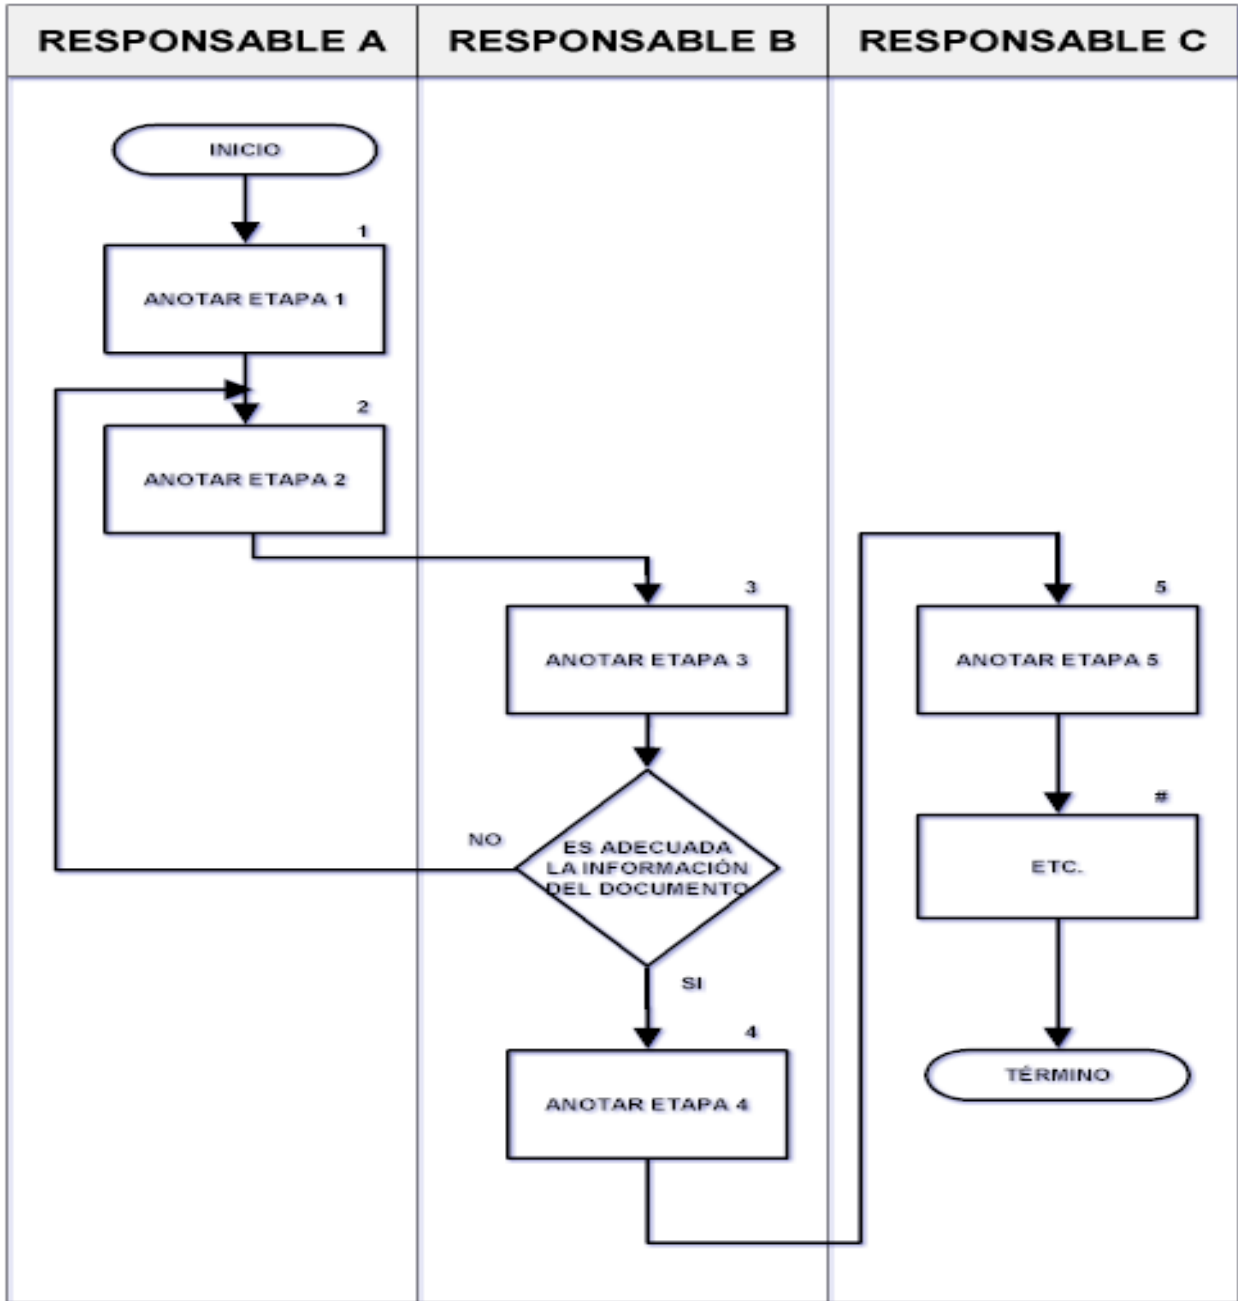 RESPONSABLE A
RESPONSABLE B
RESPONSABLE C
INICIO
1
ANOTAR ETAPA 1
2
ANOTAR ETAPA 2
3
ANOTAR ETAPA 3
NO
ES ADECUADA
LA INFORMACIÓN
DEL DOCUMENTO
SI
4
ANOTAR ETAPA 4
5
ANOTAR ETAPA 5
#
ETC.
TÉRMINO